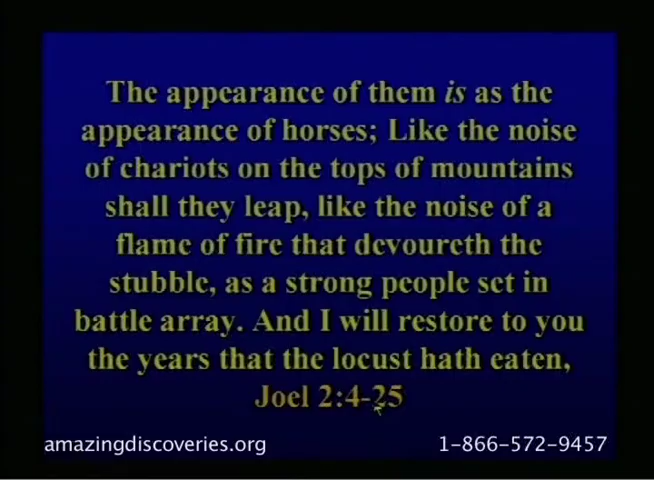 The appearance of them is as the
appearance of horses; Like the noise
of chariots on the tops of mountains
shall they leap, like the noise of a
flame of fire that devoureth the
stubble, as a strong people set in
battle array. And I will restore to you
the years that the locust hath eaten,
Joel 2:4-25
amazingdiscoveries.org 1-866-572-9457